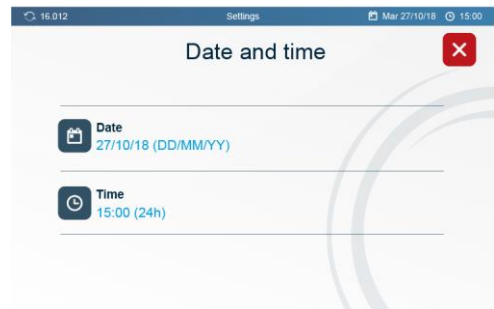 16.012 Settings Mar 27/10/18 15:00
Date and time
Date
27/10/18 (DD/MM/YY)
Time
15:00 (24h)